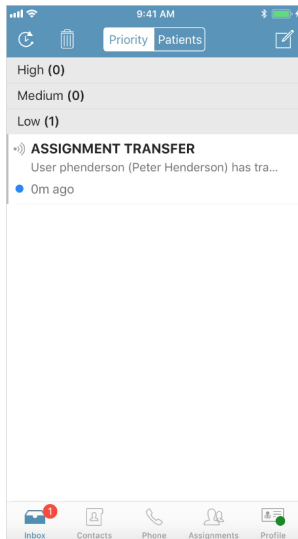 9:41 AM
Priority Patients
High (0)
Medium (0)
Low (1)
ASSIGNMENT TRANSFER
User phenderson (Peter Henderson) has tra...
0m ago
1
Inbox Contacts Phone Assignments Profile